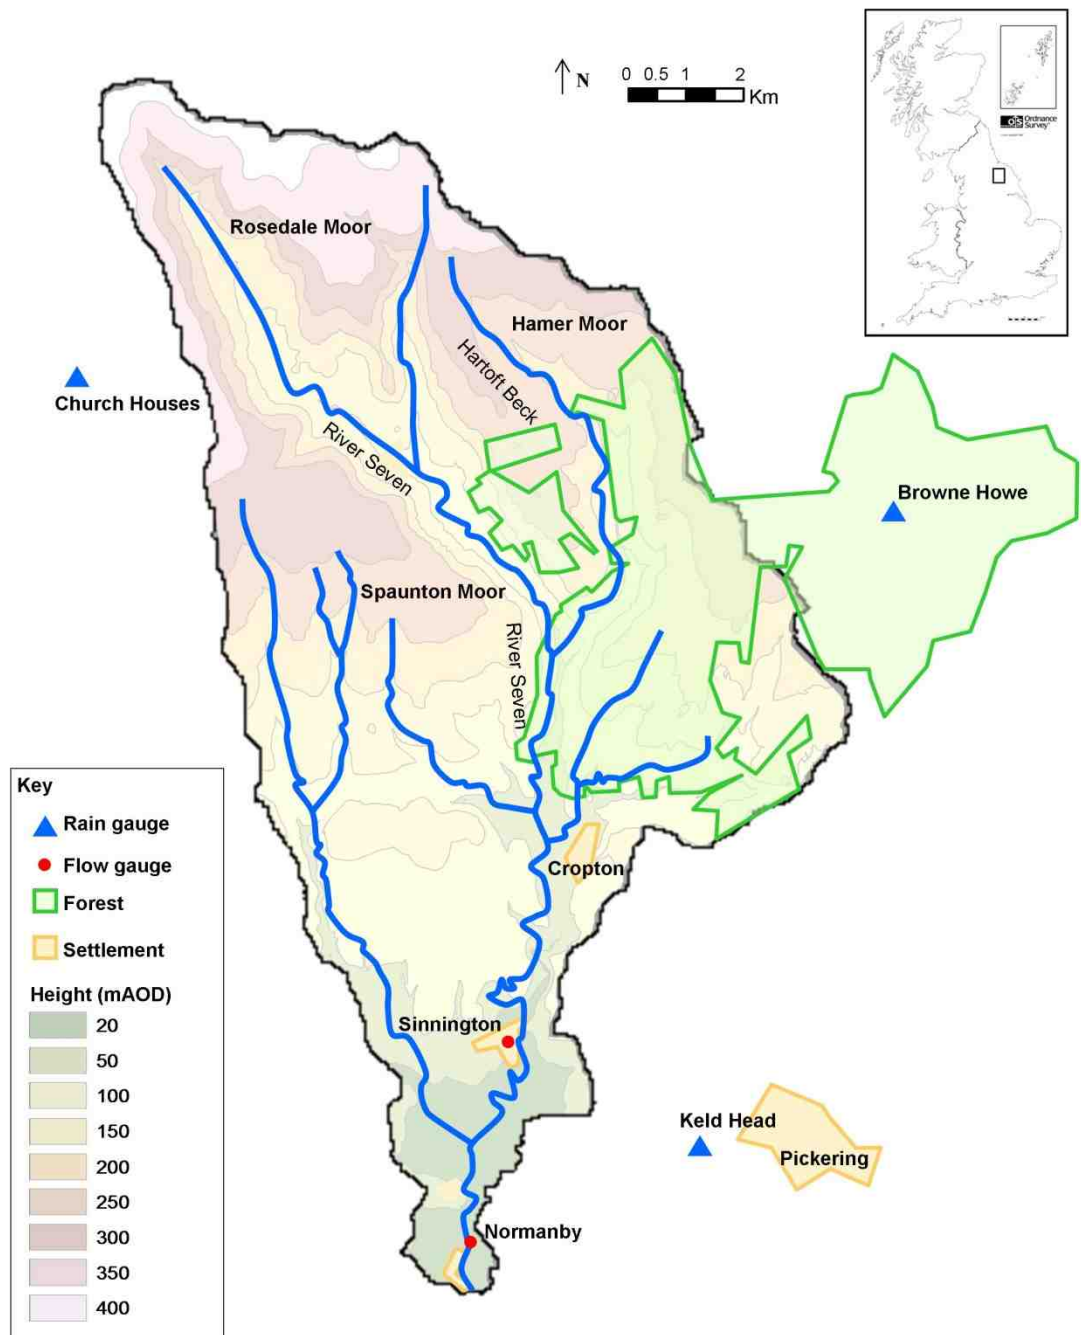 N
0 0.5 1 2
Km
Ordnance
Survey
Rosedale Moor
Hamer Moor
Hartoft Beck
Church Houses
River Seven
Browne Howe
Spaunton Moor
River Seven
Key
Rain gauge
Flow gauge
Forest
Settlement
Height (mAOD)
20
50
100
150
200
250
300
350
400
Cropton
Sinnington
Keld Head
Pickering
Normanby